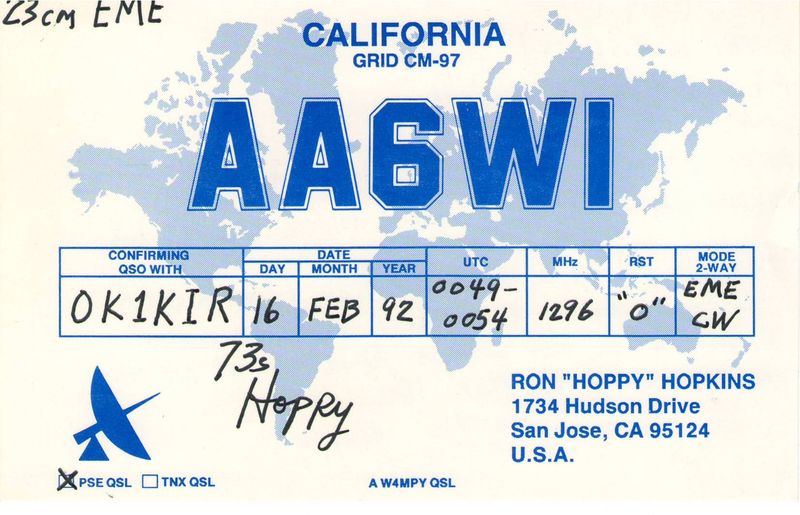 23cm EME
CALIFORNIA
GRID CM-97
AA6WI
CONFIRMING QSO WITH DATE DAY MONTH YEAR UTC MHz RST MODE 2-WAY
OK1KIR 16 FEB 92 0049-0054 1296 "O" EME CW
73s
Hoppy
RON "HOPPY" HOPKINS
1734 Hudson Drive
San Jose, CA 95124
U.S.A.
PSE QSL TNX QSL A W4MPY QSL